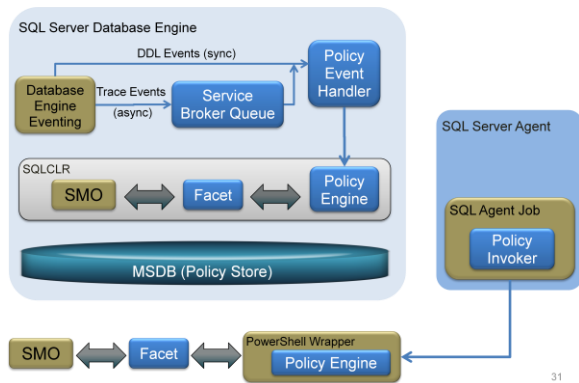 SQL Server Database Engine
DDL Events (sync)
Policy
Event
Handler
Database
Engine
Eventing
Trace Events
(async)
Service
Broker Queue
SQLCLR
SMO
Facet
Policy
Engine
MSDB (Policy Store)
SQL Server Agent
SQL Agent Job
Policy
Invoker
SMO
Facet
PowerShell Wrapper
Policy Engine
31